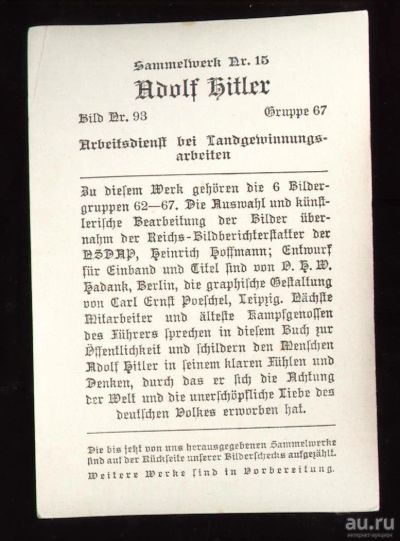 Sammelwerk Nr. 15
Adolf Hitler
Bild Nr. 93 Gruppe 67
Arbeitsdienst bei Landgewinnungs-
arbeiten
Zu diesem Werk gehören die 6 Bilder-
gruppen 62—67. Die Auswahl und künst-
lerische Bearbeitung der Bilder über-
nahm der Reichs-Bildberichterstatter der
NSDAP, Heinrich Hoffmann; Entwurf
für Einband und Titel sind von O. H. W.
Hadank, Berlin, die graphische Gestaltung
von Carl Ernst Poeschel, Leipzig. Nächste
Mitarbeiter und älteste Kampfgenossen
des Führers sprechen in diesem Buch zur
Öffentlichkeit und schildern den Menschen
Adolf Hitler in seinem klaren Fühlen und
Denken, durch das er sich die Achtung
der Welt und die unerschöpfliche Liebe des
deutschen Volkes erworben hat.
Die bis jetzt von uns herausgegebenen Sammelwerke
sind auf der Rückseite unserer Bilderschecks aufgezählt.
Weitere Werke sind in Vorbereitung.
au.ru
интернет-аукцион